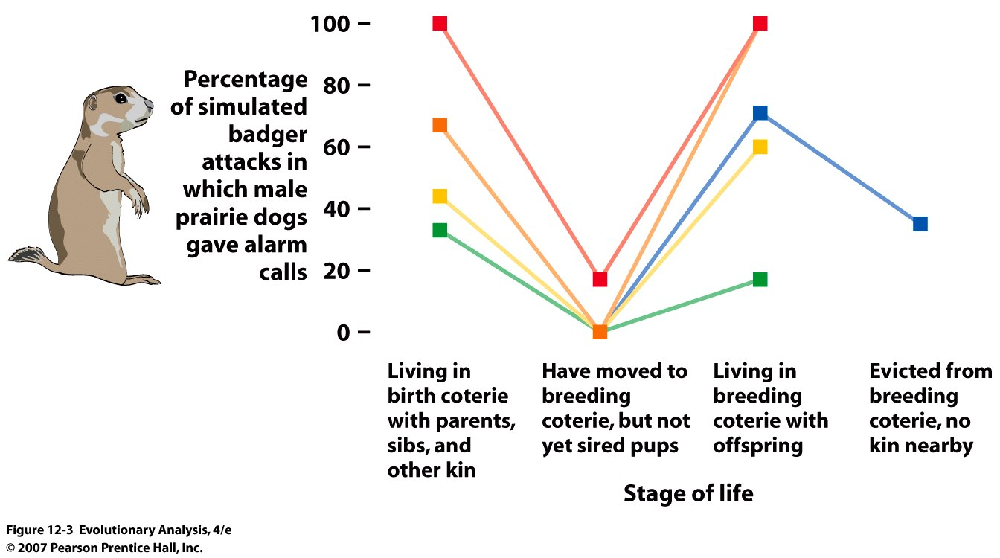 100
80
60
40
20
0
Percentage
of simulated
badger
attacks in
which male
prairie dogs
gave alarm
calls
Living in
birth coterie
with parents,
sibs, and
other kin
Have moved to
breeding
coterie, but not
yet sired pups
Living in
breeding
coterie with
offspring
Evicted from
breeding
coterie, no
kin nearby
Stage of life
Figure 12-3 Evolutionary Analysis, 4/e
© 2007 Pearson Prentice Hall, Inc.